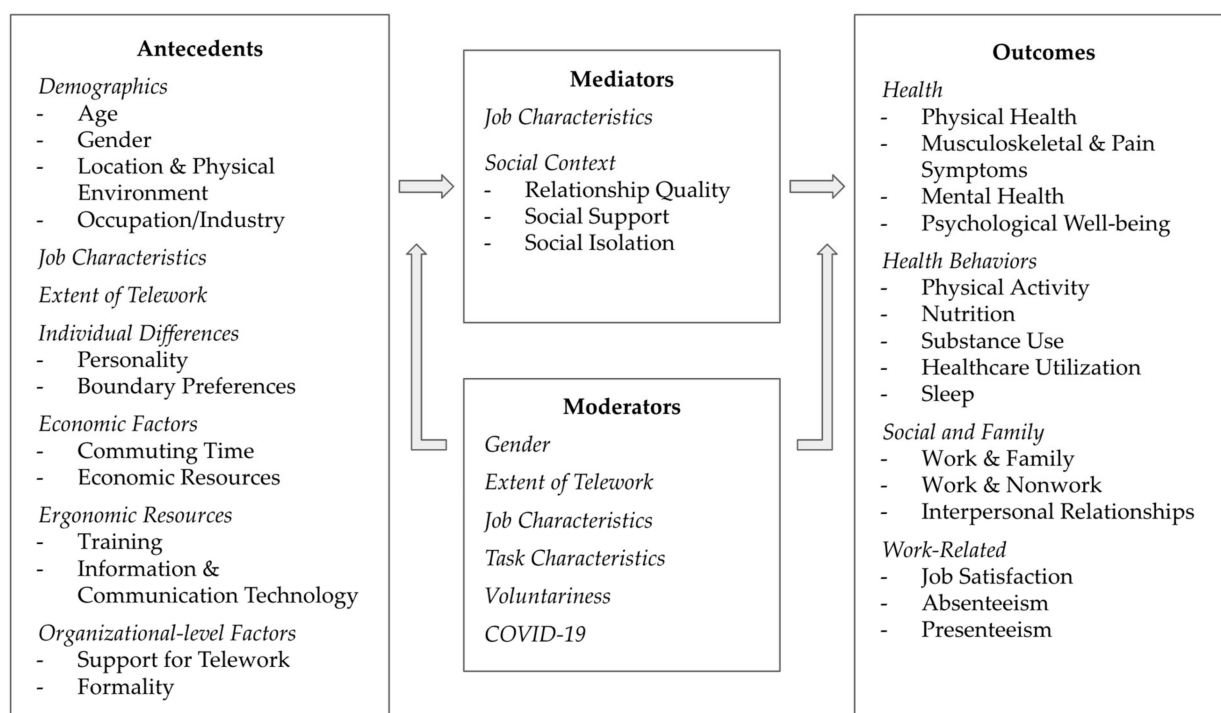 Antecedents
Demographics
- Age
- Gender
- Location & Physical
Environment
- Occupation/Industry
Job Characteristics
Extent of Telework
Individual Differences
- Personality
- Boundary Preferences
Economic Factors
- Commuting Time
- Economic Resources
Ergonomic Resources
- Training
- Information &
Communication Technology
Organizational-level Factors
- Support for Telework
- Formality
Mediators
Job Characteristics
Social Context
- Relationship Quality
- Social Support
- Social Isolation
Moderators
Gender
Extent of Telework
Job Characteristics
Task Characteristics
Voluntariness
COVID-19
Outcomes
Health
- Physical Health
- Musculoskeletal & Pain
Symptoms
- Mental Health
- Psychological Well-being
Health Behaviors
- Physical Activity
- Nutrition
- Substance Use
- Healthcare Utilization
- Sleep
Social and Family
- Work & Family
- Work & Nonwork
- Interpersonal Relationships
Work-Related
- Job Satisfaction
- Absenteeism
- Presenteeism